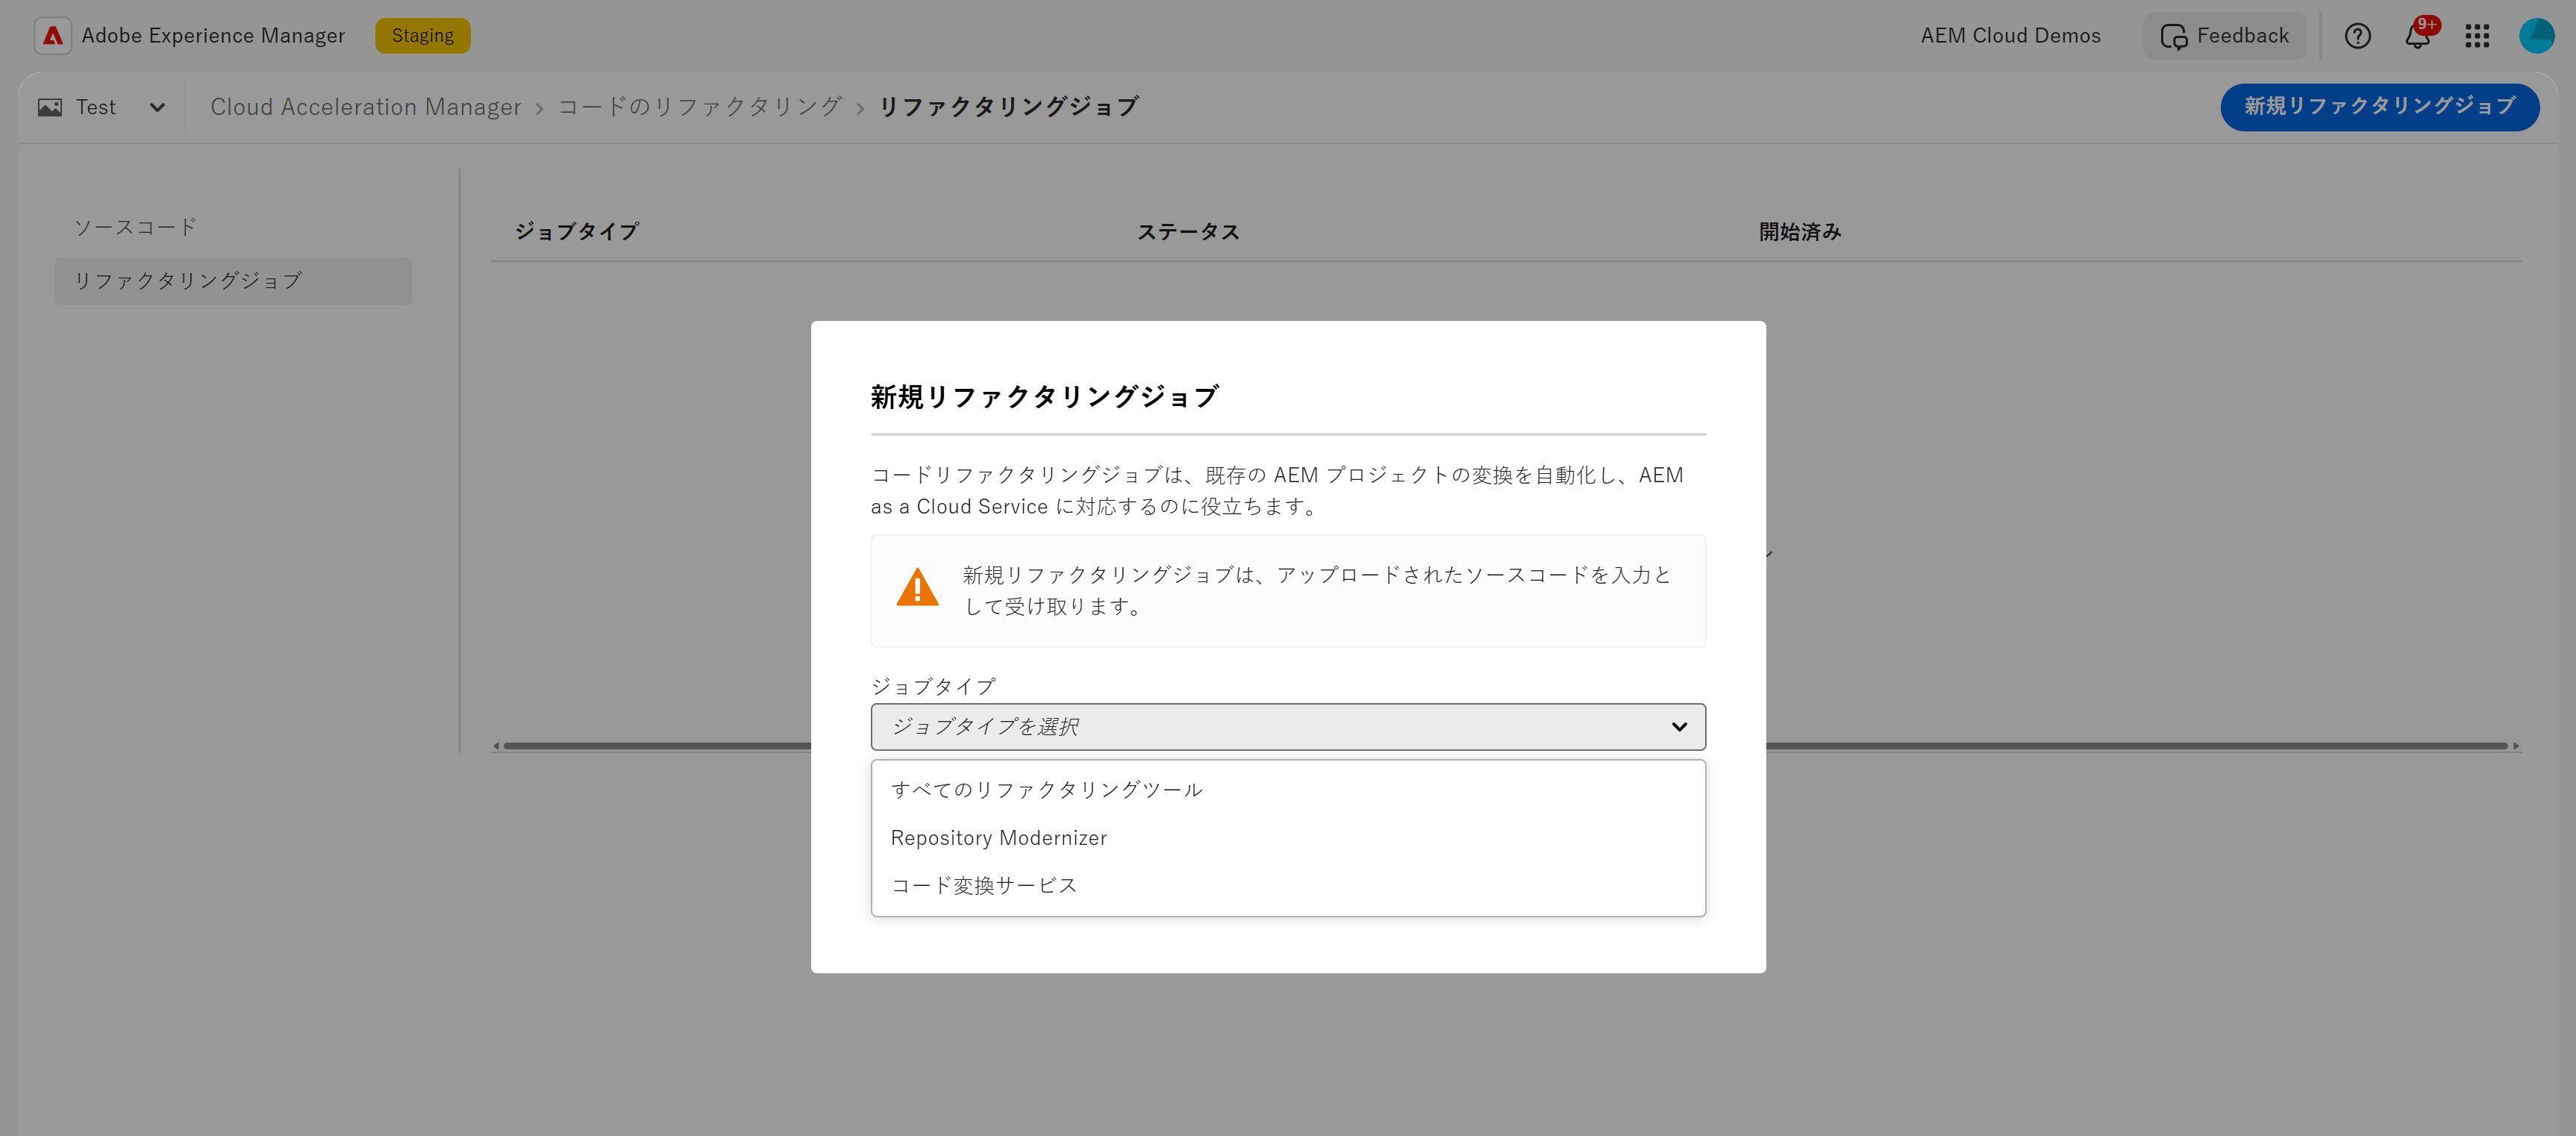 Adobe Experience Manager
Staging
AEM Cloud Demos
Feedback
9+
Test
Cloud Acceleration Manager › コードのリファクタリング › リファクタリングジョブ
新規リファクタリングジョブ
ソースコード
リファクタリングジョブ
ジョブタイプ ステータス 開始済み
新規リファクタリングジョブ
コードリファクタリングジョブは、既存の AEM プロジェクトの変換を自動化し、AEM
as a Cloud Service に対応するのに役立ちます。
新規リファクタリングジョブは、アップロードされたソースコードを入力と
して受け取ります。
ジョブタイプ
ジョブタイプを選択
すべてのリファクタリングツール
Repository Modernizer
コード変換サービス